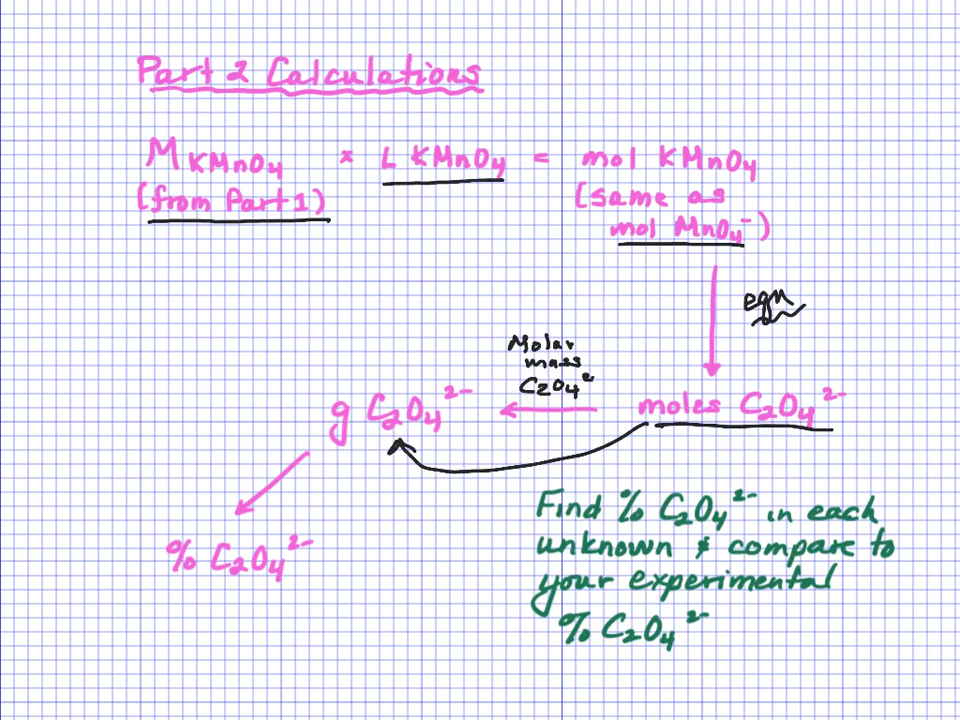 Part 2 Calculations
M KMnO4 × L KMnO4 = mol KMnO4
(from Part 1) (same as
mol MnO4⁻)
eqn
Molar
mass
C2O4²
g C2O4²⁻ moles C2O4²⁻
Find % C2O4²⁻ in each
unknown & compare to
your experimental
% C2O4²⁻
% C2O4²⁻